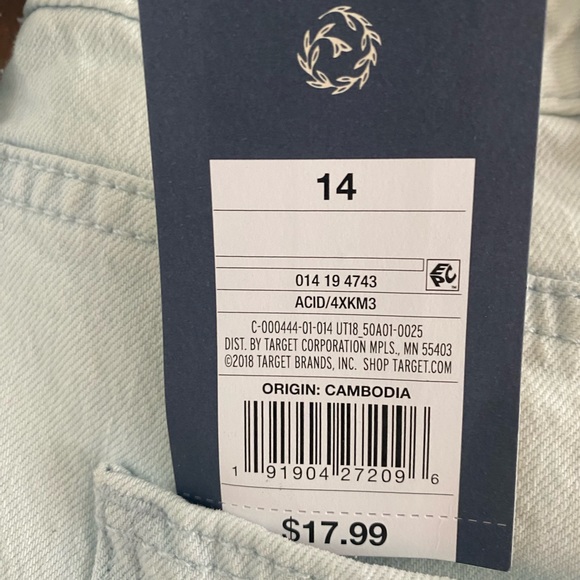 14
014 19 4743
EPC
ACID/4XKM3
C-000444-01-014 UT18_50A01-0025
DIST. BY TARGET CORPORATION MPLS., MN 55403
©2018 TARGET BRANDS, INC. SHOP TARGET.COM
ORIGIN: CAMBODIA
1 91904 27209 6
$17.99